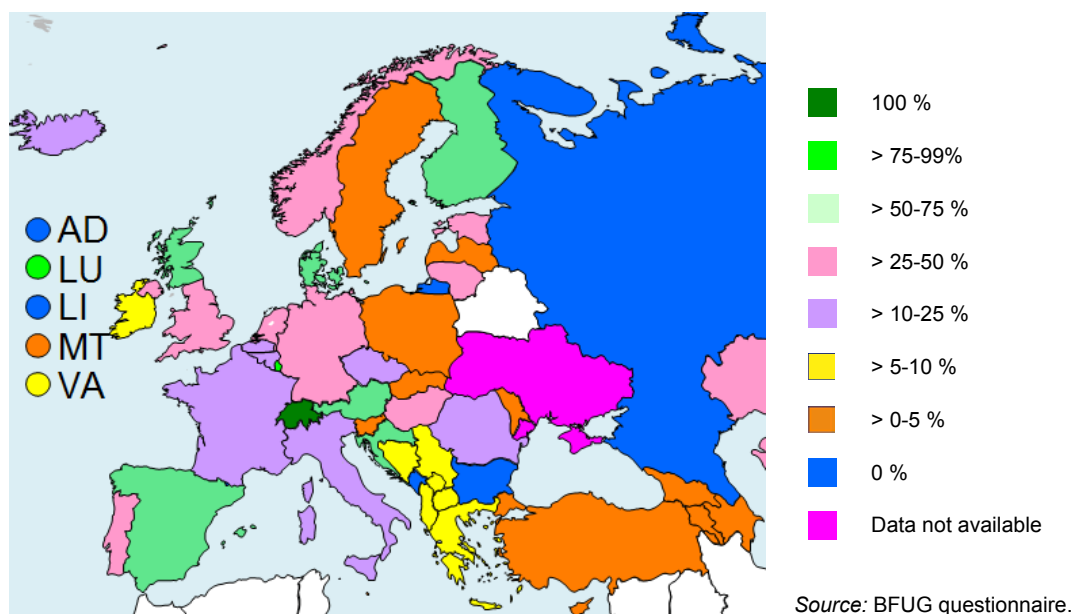 AD
LU
LI
MT
VA
100 %
> 75-99%
> 50-75 %
> 25-50 %
> 10-25 %
> 5-10 %
> 0-5 %
0 %
Data not available
Source: BFUG questionnaire.